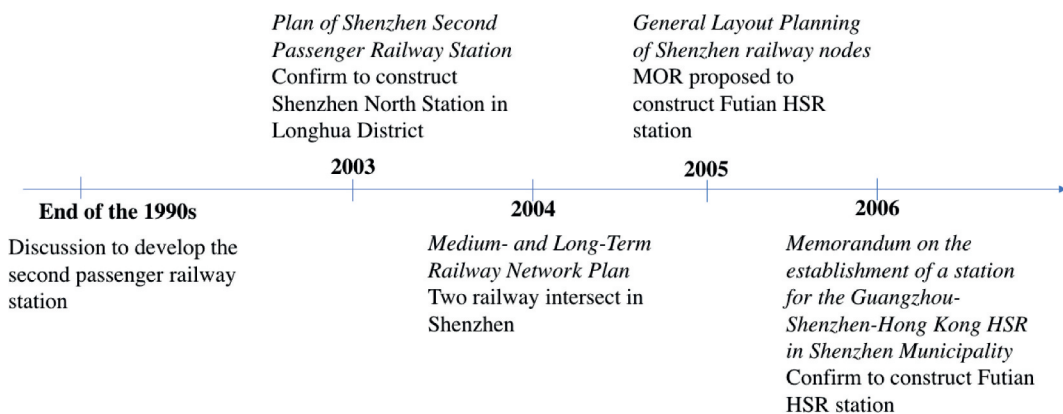 Plan of Shenzhen Second
Passenger Railway Station
Confirm to construct
Shenzhen North Station in
Longhua District
2003
General Layout Planning
of Shenzhen railway nodes
MOR proposed to
construct Futian HSR
station
2005
End of the 1990s
Discussion to develop the
second passenger railway
station
2004
Medium- and Long-Term
Railway Network Plan
Two railway intersect in
Shenzhen
2006
Memorandum on the
establishment of a station
for the Guangzhou-
Shenzhen-Hong Kong HSR
in Shenzhen Municipality
Confirm to construct Futian
HSR station